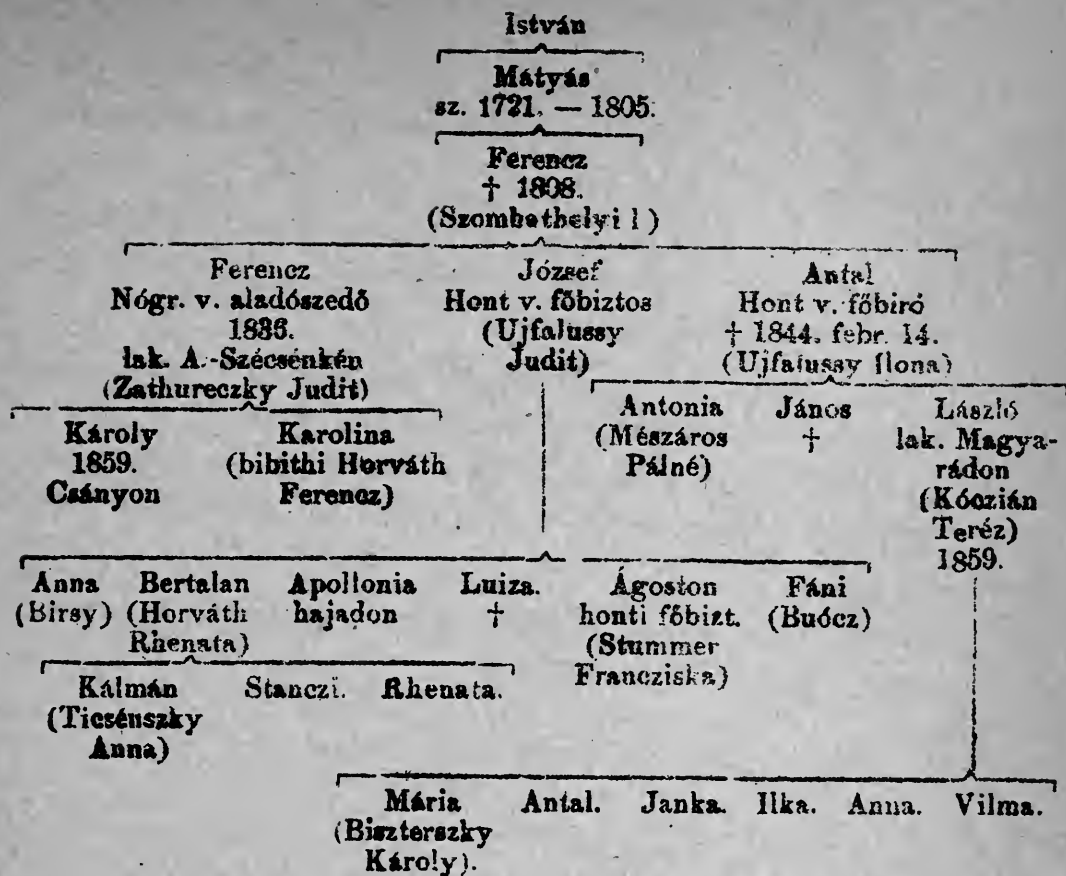 István
Mátyás
sz. 1721. — 1805.
Ferencz
† 1808.
(Szombathelyi I)
Ferencz József Antal
Nógr. v. aladószedő Hont v. főbiztos Hont v. főbiró
1836. (Ujfalussy † 1844. febr. 14.
lak. A.-Szécsénkén Judit) (Ujfalussy Ilona)
(Zathureczky Judit)
Károly Karolina Antonia János László
1859. (bibithi Horváth (Mészáros † lak. Magya-
Csányon Ferencz) Pálné) rádon
(Kóczián
Teréz)
1859.
Anna Bertalan Apollonia Luiza. Ágoston Fáni
(Birsy) (Horváth hajadon † honti főbizt. (Buócz)
Rhenata) (Stummer
Francziska)
Kálmán Stanczi. Rhenata.
(Ticsénszky
Anna)
Mária Antal. Janka. Ilka. Anna. Vilma.
(Biszterszky
Károly).